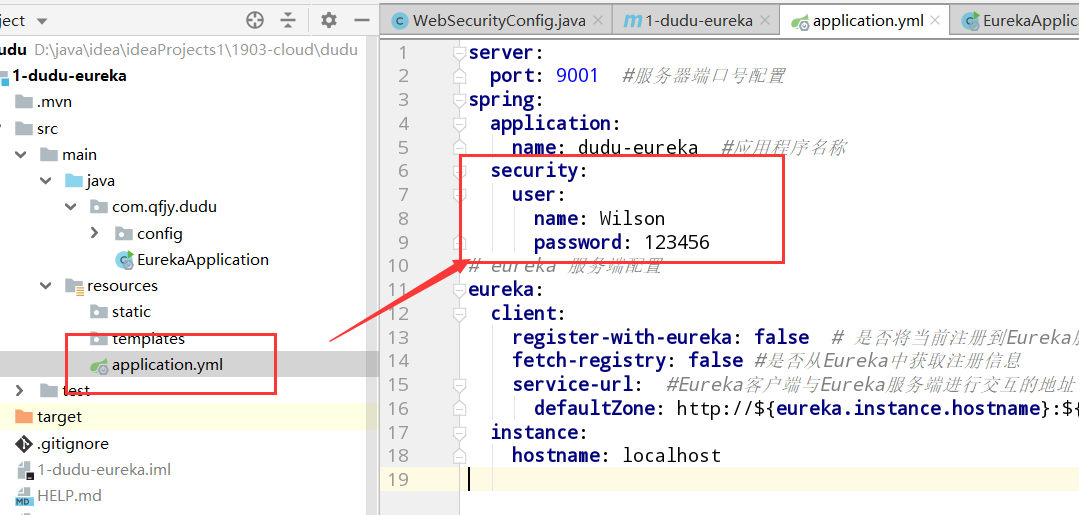 ject
udu D:\java\idea\ideaProjects1\1903-cloud\dudu
1-dudu-eureka
.mvn
src
main
java
com.qfjy.dudu
config
EurekaApplication
resources
static
templates
application.yml
test
target
.gitignore
1-dudu-eureka.iml
HELP.md
WebSecurityConfig.java
1-dudu-eureka
application.yml
EurekaApplic
1 server:
2 port: 9001 #服务器端口号配置
3 spring:
4 application:
5 name: dudu-eureka #应用程序名称
6 security:
7 user:
8 name: Wilson
9 password: 123456
10 # eureka 服务端配置
11 eureka:
12 client:
13 register-with-eureka: false # 是否将当前注册到Eureka服
14 fetch-registry: false #是否从Eureka中获取注册信息
15 service-url: #Eureka客户端与Eureka服务端进行交互的地址
16 defaultZone: http://${eureka.instance.hostname}:${
17 instance:
18 hostname: localhost
19